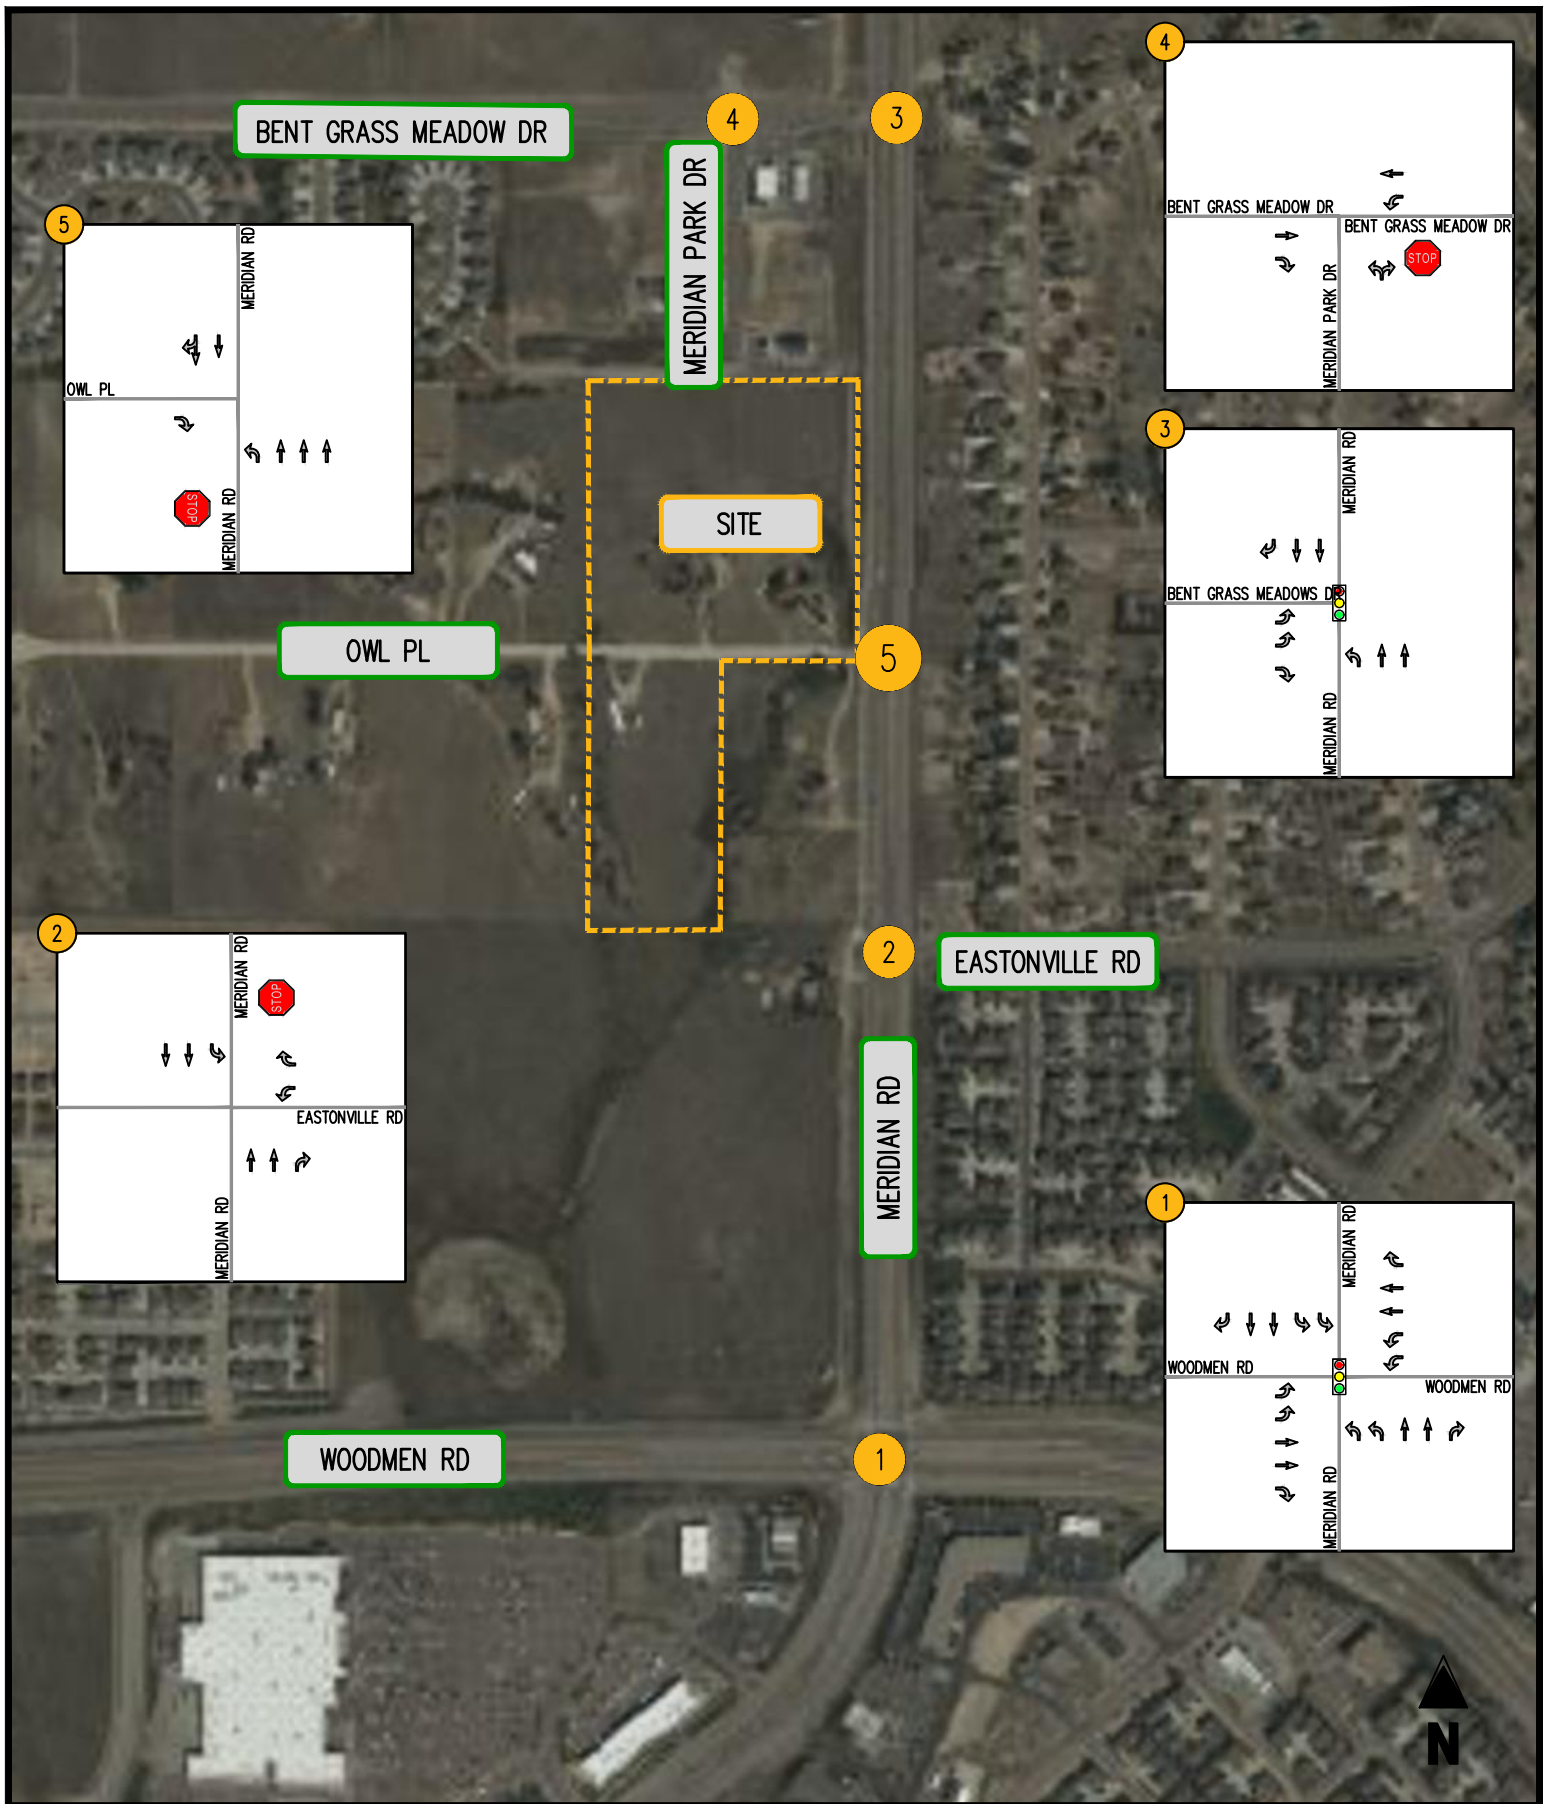 4
BENT GRASS MEADOW DR
4
3
MERIDIAN PARK DR
BENT GRASS MEADOW DR
BENT GRASS MEADOW DR
STOP
MERIDIAN PARK DR
5
MERIDIAN RD
OWL PL
STOP
MERIDIAN RD
3
MERIDIAN RD
BENT GRASS MEADOWS DR
MERIDIAN RD
SITE
OWL PL
5
2
MERIDIAN RD
STOP
EASTONVILLE RD
MERIDIAN RD
2
EASTONVILLE RD
MERIDIAN RD
1
MERIDIAN RD
WOODMEN RD
WOODMEN RD
MERIDIAN RD
WOODMEN RD
1
N